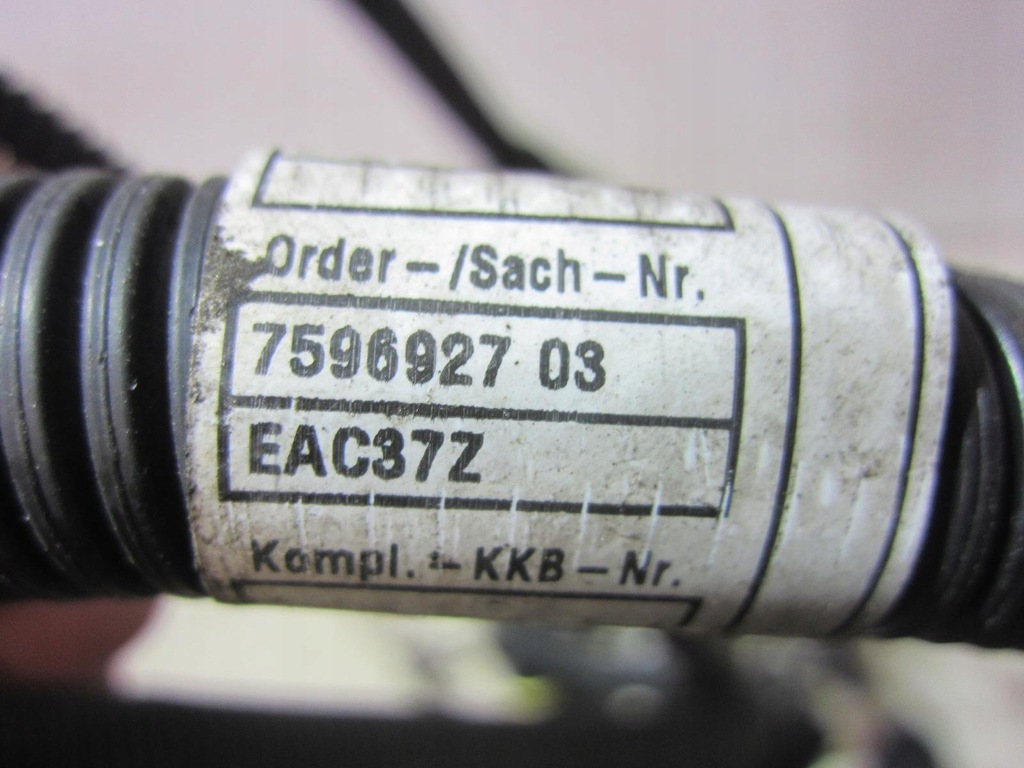 Order-/Sach-Nr.
7596927 03
EAC37Z
Kompl.:-KKB-Nr.